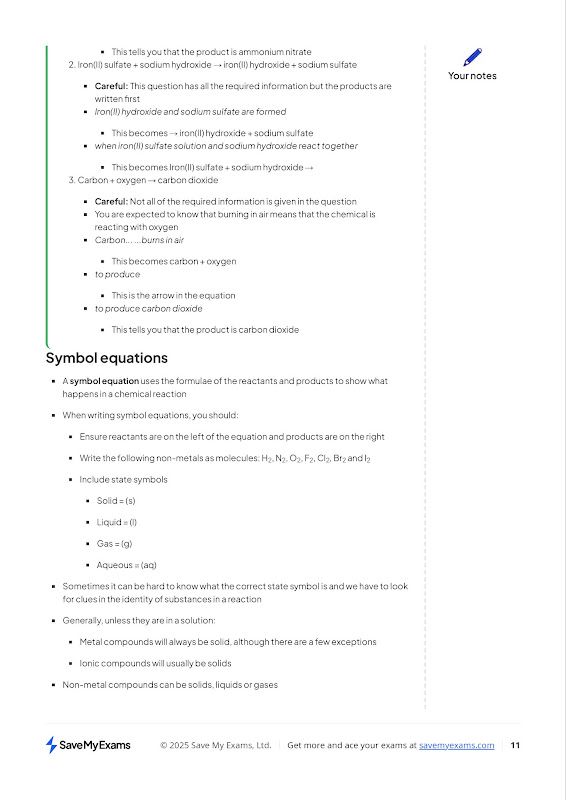 ▪ This tells you that the product is ammonium nitrate
2. Iron(II) sulfate + sodium hydroxide → iron(II) hydroxide + sodium sulfate
▪ Careful: This question has all the required information but the products are
written first
▪ Iron(II) hydroxide and sodium sulfate are formed
▪ This becomes → iron(II) hydroxide + sodium sulfate
▪ when iron(II) sulfate solution and sodium hydroxide react together
▪ This becomes Iron(II) sulfate + sodium hydroxide →
3. Carbon + oxygen → carbon dioxide
▪ Careful: Not all of the required information is given in the question
▪ You are expected to know that burning in air means that the chemical is
reacting with oxygen
▪ Carbon... ...burns in air
▪ This becomes carbon + oxygen
▪ to produce
▪ This is the arrow in the equation
▪ to produce carbon dioxide
▪ This tells you that the product is carbon dioxide
Your notes
Symbol equations
▪ A symbol equation uses the formulae of the reactants and products to show what
happens in a chemical reaction
▪ When writing symbol equations, you should:
▪ Ensure reactants are on the left of the equation and products are on the right
▪ Write the following non-metals as molecules: H₂, N₂, O₂, F₂, Cl₂, Br₂ and I₂
▪ Include state symbols
▪ Solid = (s)
▪ Liquid = (l)
▪ Gas = (g)
▪ Aqueous = (aq)
▪ Sometimes it can be hard to know what the correct state symbol is and we have to look
for clues in the identity of substances in a reaction
▪ Generally, unless they are in a solution:
▪ Metal compounds will always be solid, although there are a few exceptions
▪ Ionic compounds will usually be solids
▪ Non-metal compounds can be solids, liquids or gases
SaveMyExams
© 2025 Save My Exams, Ltd. Get more and ace your exams at savemyexams.com 11